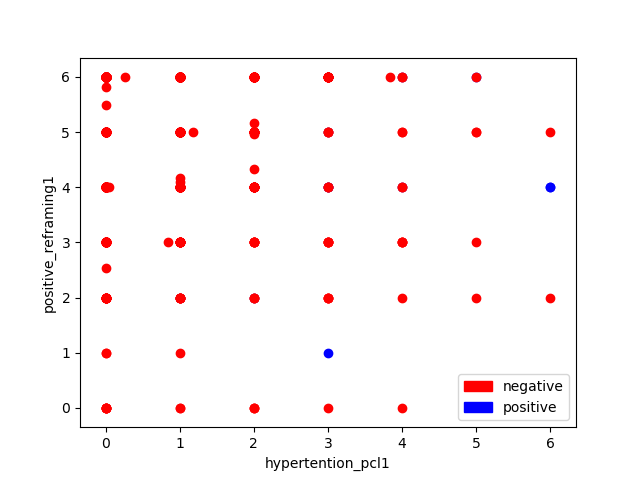 6
5
4
3
2
1
0
positive_reframing1
negative
positive
0 1 2 3 4 5 6
hypertention_pcl1